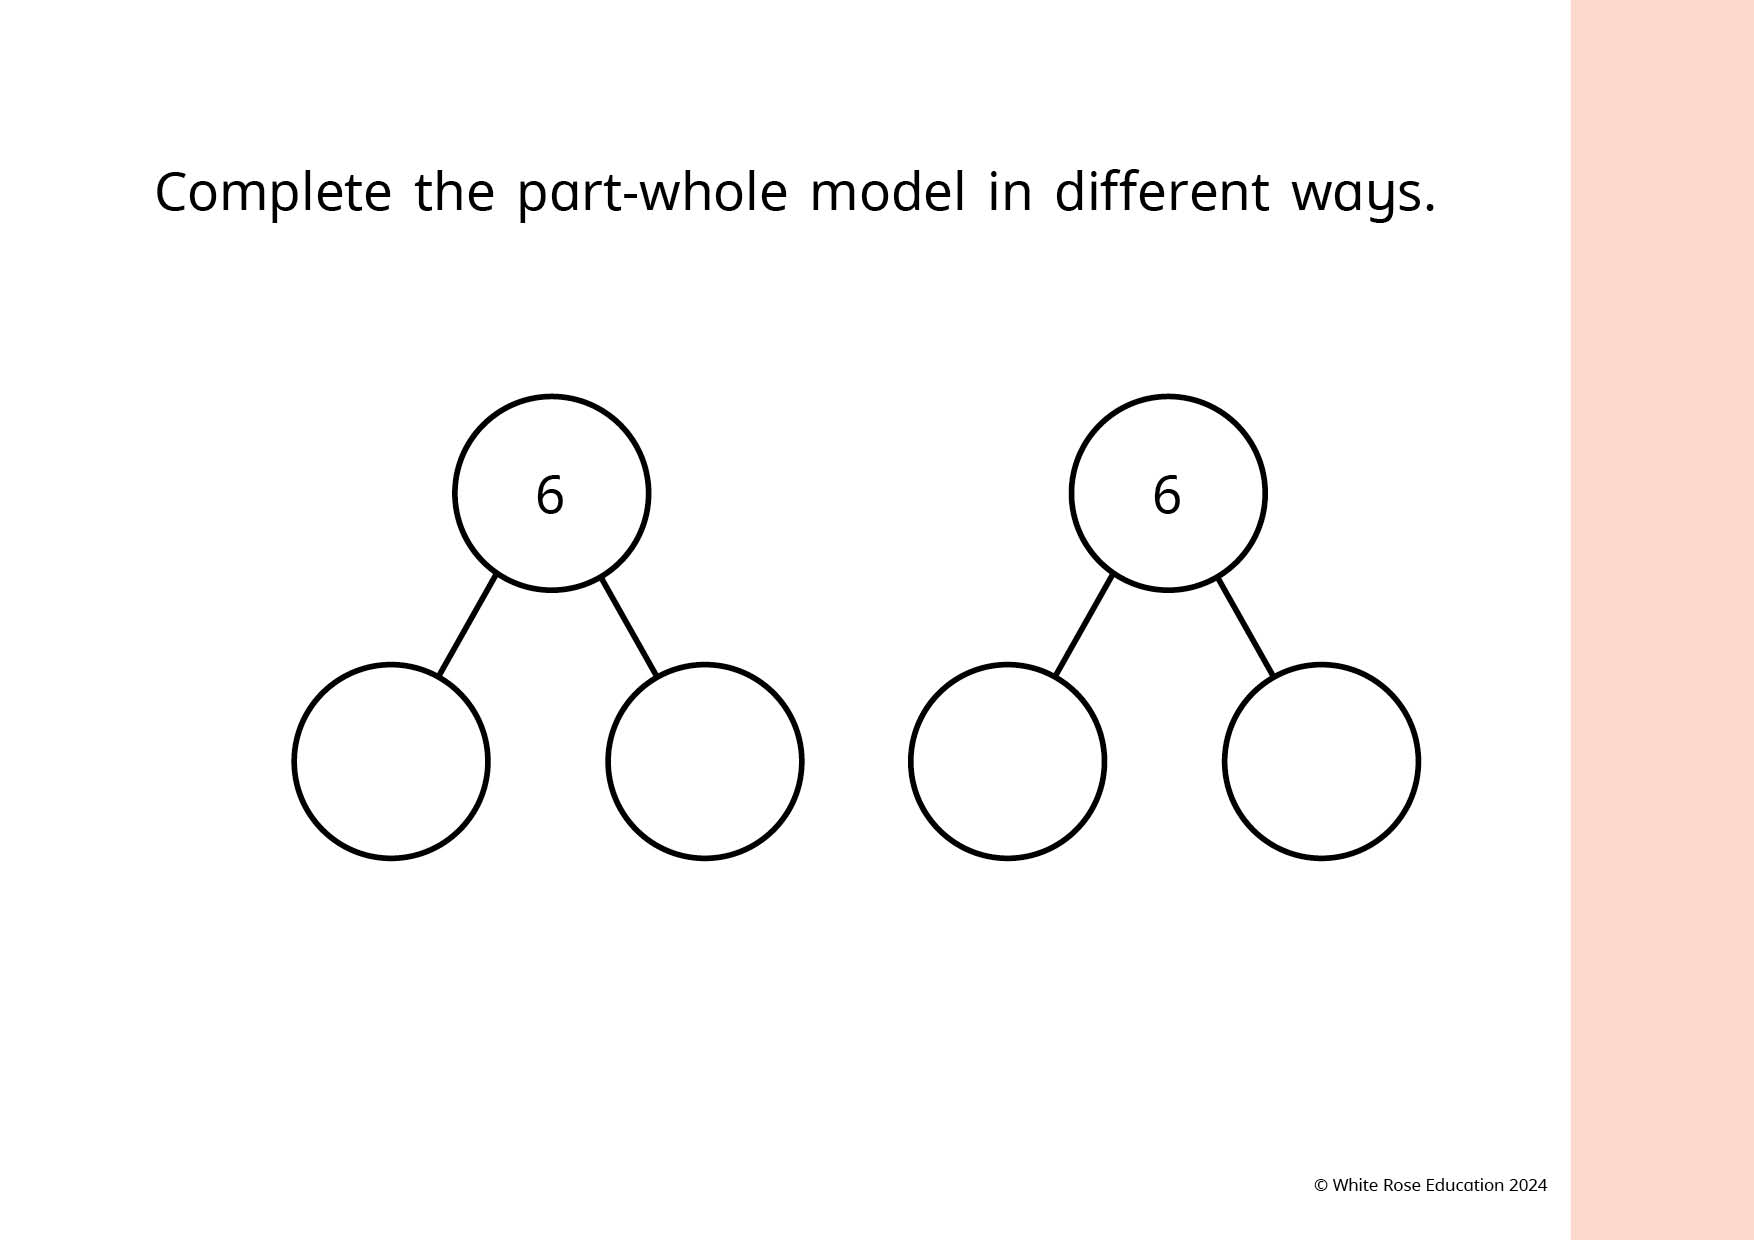 Complete the part-whole model in different ways.
6
6
© White Rose Education 2024